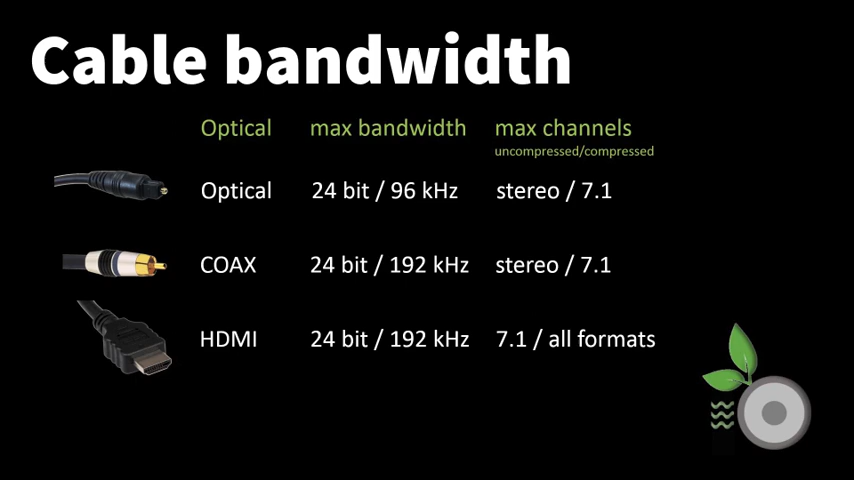 Cable bandwidth
Optical max bandwidth max channels
uncompressed/compressed
Optical 24 bit / 96 kHz stereo / 7.1
COAX 24 bit / 192 kHz stereo / 7.1
HDMI 24 bit / 192 kHz 7.1 / all formats